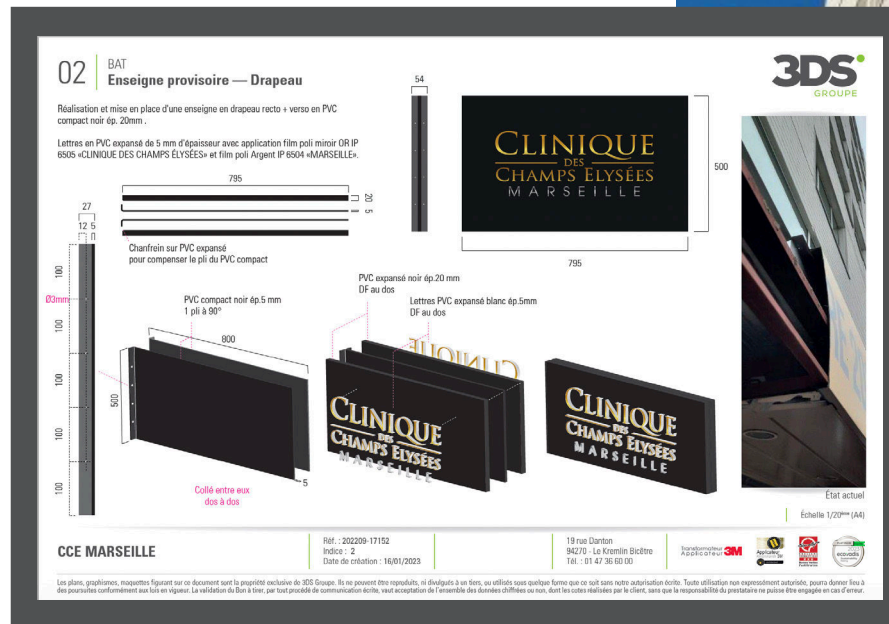 02
BAT
Enseigne provisoire — Drapeau
3DS
GROUPE
Réalisation et mise en place d'une enseigne en drapeau recto + verso en PVC
compact noir ép. 20mm .
Lettres en PVC expansé de 5 mm d'épaisseur avec application film poli miroir OR IP
6505 «CLINIQUE DES CHAMPS ÉLYSÉES» et film poli Argent IP 6504 «MARSEILLE».
54
CLINIQUE
DES
CHAMPS ELYSÉES
MARSEILLE
500
795
795
20
5
Chanfrein sur PVC expansé
pour compenser le pli du PVC compact
27
12 5
100
Ø3mm
100
100
100
100
PVC compact noir ép.5 mm
1 pli à 90°
800
500
5
Collé entre eux
dos à dos
PVC expansé noir ép.20 mm
DF au dos
Lettres PVC expansé blanc ép.5mm
DF au dos
CLINIQUE
CLINIQUE
DES
CHAMPS ELYSÉES
MARSEILLE
CLINIQUE
DES
CHAMPS ELYSÉES
MARSEILLE
État actuel
Échelle 1/20ème (A4)
CCE MARSEILLE
Réf. : 202209-17152
Indice : 2
Date de création : 16/01/2023
19 rue Danton
94270 - Le Kremlin Bicêtre
Tél. : 01 47 36 60 00
Transformateur
Applicateur 3M
Applicateur
ecovadis
Les plans, graphismes, maquettes figurant sur ce document sont la propriété exclusive de 3DS Groupe. Ils ne peuvent être reproduits, ni divulgués à un tiers, ou utilisés sous quelque forme que ce soit sans notre autorisation écrite. Toute utilisation non expressément autorisée, pourra donner lieu à
des poursuites conformément aux lois en vigueur. La validation du Bon à tirer, par tout procédé de communication écrite, vaut acceptation de l'ensemble des données chiffrées ou non, dont les cotes réalisées par le client, sans que la responsabilité du prestataire ne puisse être engagée en cas d'erreur.